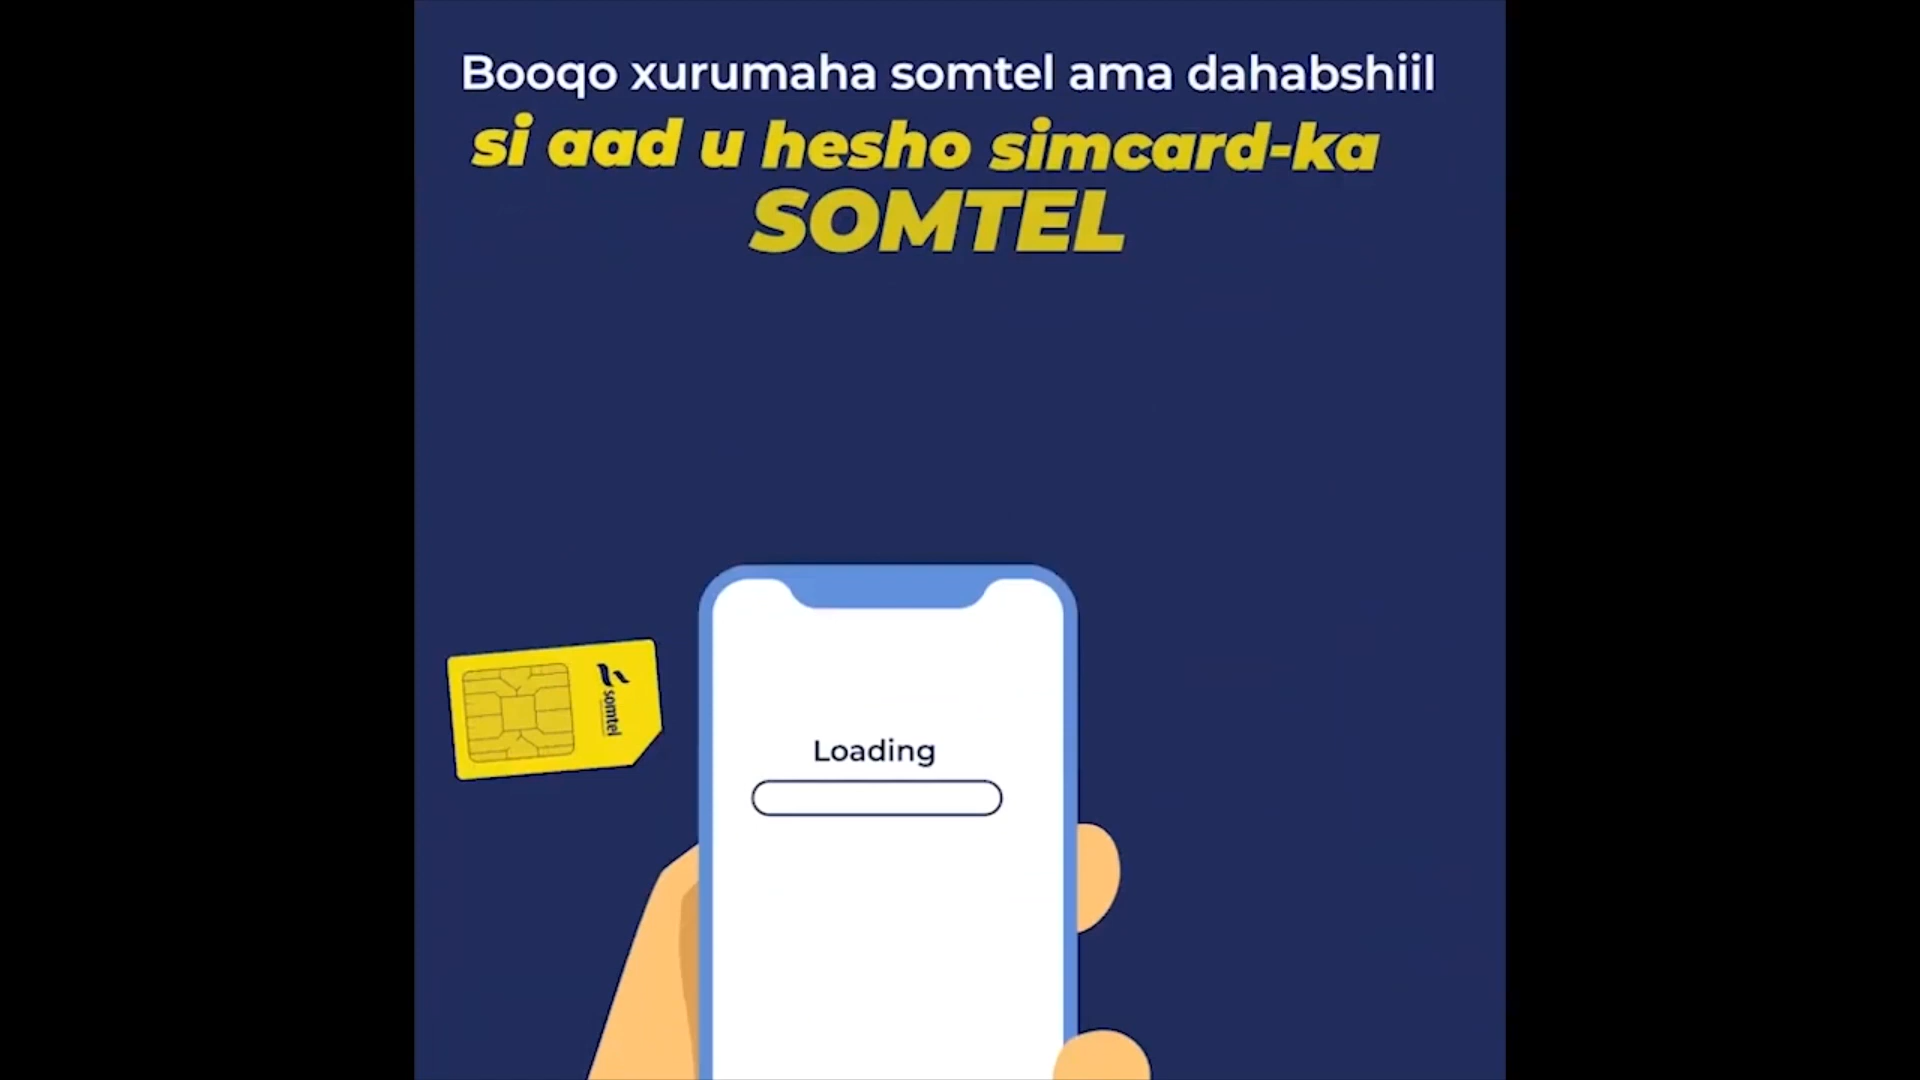 Booqo xurumaha somtel ama dahabshiil
si aad u hesho simcard-ka
SOMTEL
somtel
Loading